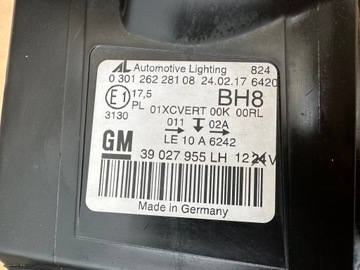 AL Automotive Lighting 824
0 301 262 281 08 24.02.17 6420
E1 17,5 BH8
PL 01XCVERT 00K 00RL
3130 011 02A
LE 10 A 6242
GM
39 027 955 LH 12 24V
Made in Germany